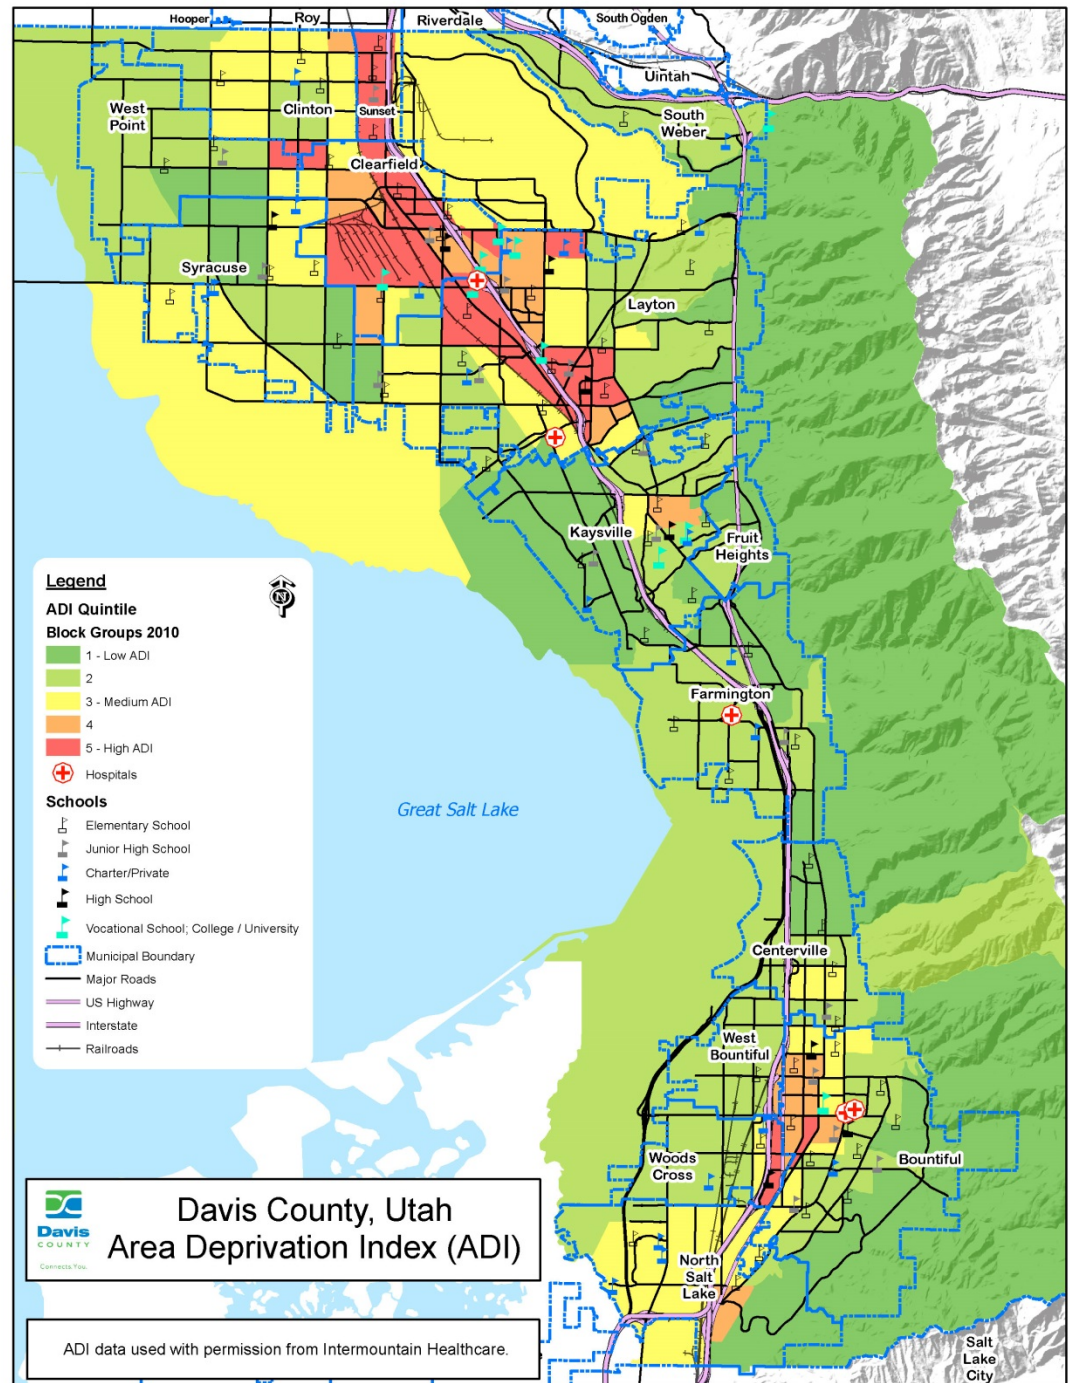 Hooper
Roy
Riverdale
South Ogden
Uintah
West
Point
Clinton
Sunset
South
Weber
Clearfield
Syracuse
Layton
Kaysville
Fruit
Heights
Legend
N
ADI Quintile
Block Groups 2010
1 - Low ADI
2
3 - Medium ADI
4
5 - High ADI
Hospitals
Schools
Elementary School
Junior High School
Charter/Private
High School
Vocational School; College / University
Municipal Boundary
Major Roads
US Highway
Interstate
Railroads
Farmington
Great Salt Lake
Centerville
West
Bountiful
Woods
Cross
Bountiful
North
Salt
Lake
Salt
Lake
City
Davis
COUNTY
Connects You.
Davis County, Utah
Area Deprivation Index (ADI)
ADI data used with permission from Intermountain Healthcare.